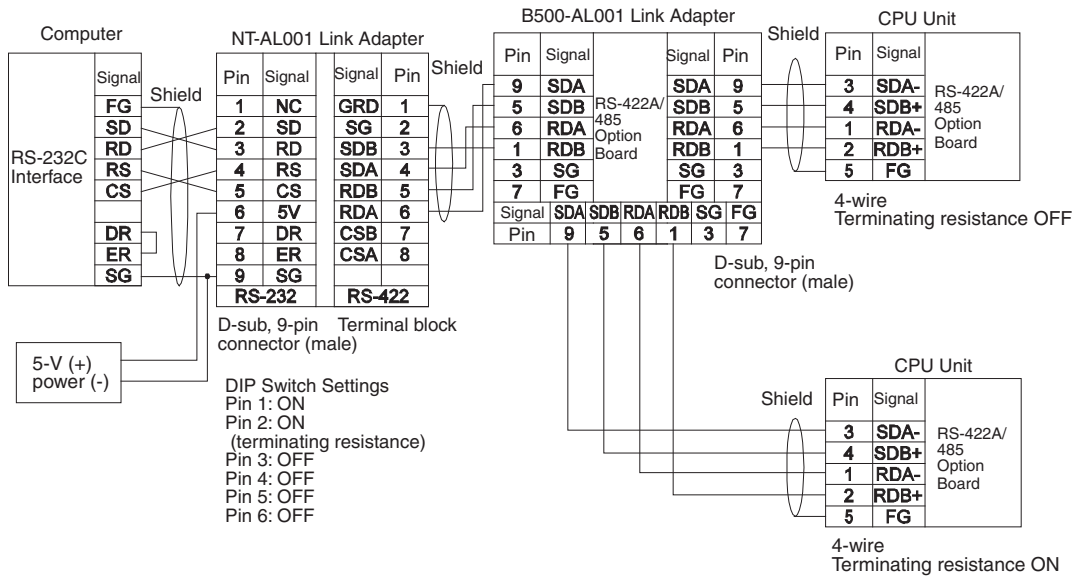 Computer
NT-AL001 Link Adapter
B500-AL001 Link Adapter
CPU Unit
Signal
FG
SD
RD
RS
CS
DR
ER
SG
RS-232C
Interface
Shield
Pin Signal Signal Pin
1 NC GRD 1
2 SD SG 2
3 RD SDB 3
4 RS SDA 4
5 CS RDB 5
6 5V RDA 6
7 DR CSB 7
8 ER CSA 8
9 SG
RS-232 RS-422
Shield
D-sub, 9-pin
connector (male)
Terminal block
5-V (+)
power (-)
DIP Switch Settings
Pin 1: ON
Pin 2: ON
(terminating resistance)
Pin 3: OFF
Pin 4: OFF
Pin 5: OFF
Pin 6: OFF
Pin Signal Signal Pin
9 SDA SDA 9
5 SDB SDB 5
6 RDA RDA 6
1 RDB RDB 1
3 SG SG 3
7 FG FG 7
RS-422A/
485
Option
Board
Signal SDA SDB RDA RDB SG FG
Pin 9 5 6 1 3 7
D-sub, 9-pin
connector (male)
Shield
Pin Signal
3 SDA-
4 SDB+
1 RDA-
2 RDB+
5 FG
RS-422A/
485
Option
Board
4-wire
Terminating resistance OFF
CPU Unit
Shield
Pin Signal
3 SDA-
4 SDB+
1 RDA-
2 RDB+
5 FG
RS-422A/
485
Option
Board
4-wire
Terminating resistance ON